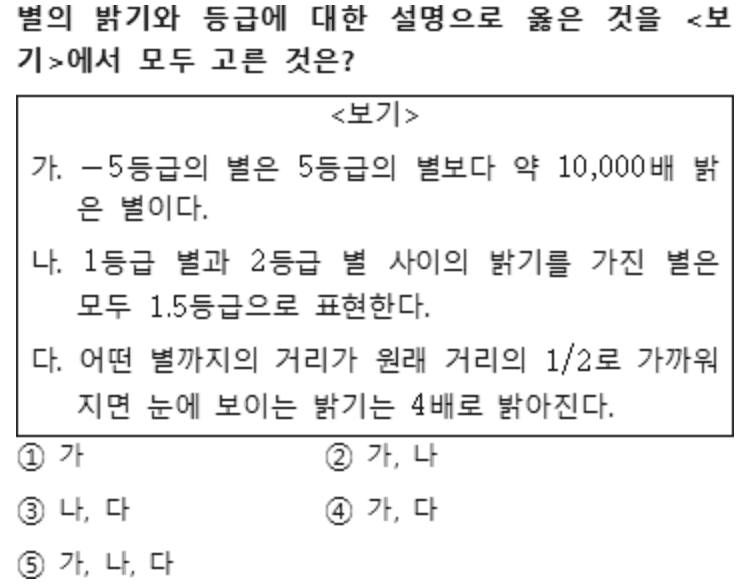 별의 밝기와 등급에 대한 설명으로 옳은 것을 <보
기>에서 모두 고른 것은?
<보기>
가. －5등급의 별은 5등급의 별보다 약 10,000배 밝
은 별이다.
나. 1등급 별과 2등급 별 사이의 밝기를 가진 별은
모두 1.5등급으로 표현한다.
다. 어떤 별까지의 거리가 원래 거리의 1/2로 가까워
지면 눈에 보이는 밝기는 4배로 밝아진다.
① 가 ② 가, 나
③ 나, 다 ④ 가, 다
⑤ 가, 나, 다